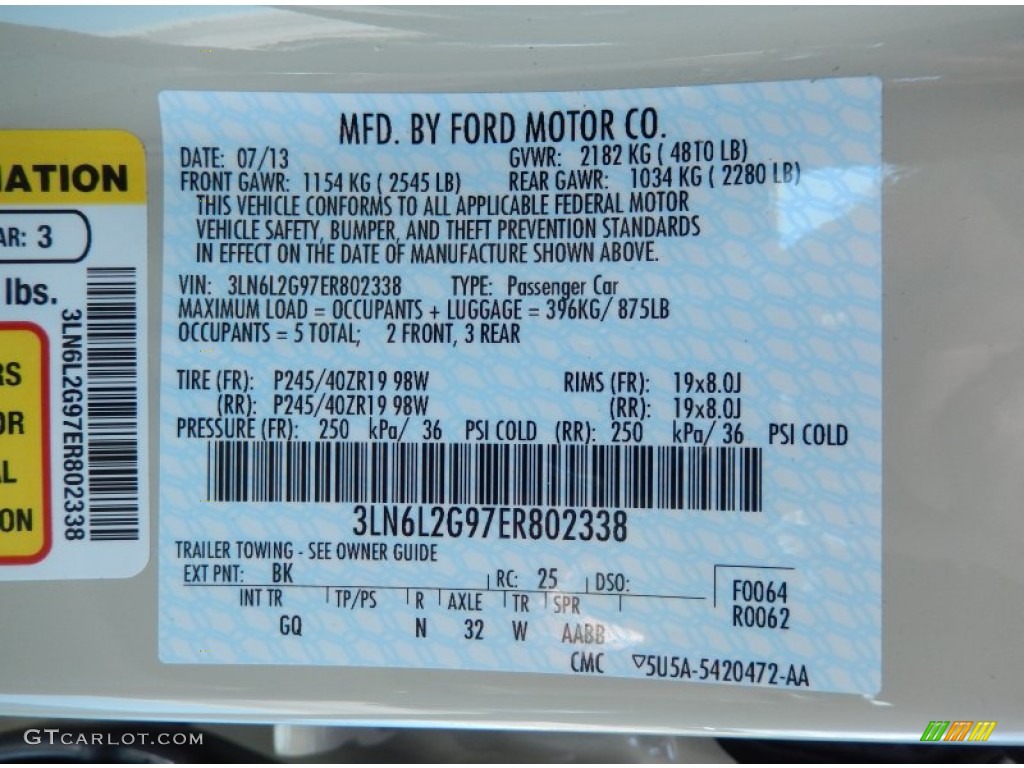 MFD. BY FORD MOTOR CO.
DATE: 07/13 GVWR: 2182 KG ( 48T0 LB)
FRONT GAWR: 1154 KG ( 2545 LB) REAR GAWR: 1034 KG ( 2280 LB)
THIS VEHICLE CONFORMS TO ALL APPLICABLE FEDERAL MOTOR
VEHICLE SAFETY, BUMPER, AND THEFT PREVENTION STANDARDS
IN EFFECT ON THE DATE OF MANUFACTURE SHOWN ABOVE.
VIN: 3LN6L2G97ER802338 TYPE: Passenger Car
MAXIMUM LOAD = OCCUPANTS + LUGGAGE = 396KG/ 875LB
OCCUPANTS = 5 TOTAL; 2 FRONT, 3 REAR
TIRE (FR): P245/40ZR19 98W RIMS (FR): 19x8.0J
(RR): P245/40ZR19 98W (RR): 19x8.0J
PRESSURE (FR): 250 kPa/ 36 PSI COLD (RR): 250 kPa/ 36 PSI COLD
3LN6L2G97ER802338
TRAILER TOWING - SEE OWNER GUIDE
EXT PNT: BK RC: 25 DSO:
INT TR TP/PS R AXLE TR SPR
GQ N 32 W AABB
F0064
R0062
CMC ▽5U5A-5420472-AA
IATION
AR: 3
lbs.
3LN6L2G97ER802338
RS
OR
AL
ON
GTCARLOT.COM